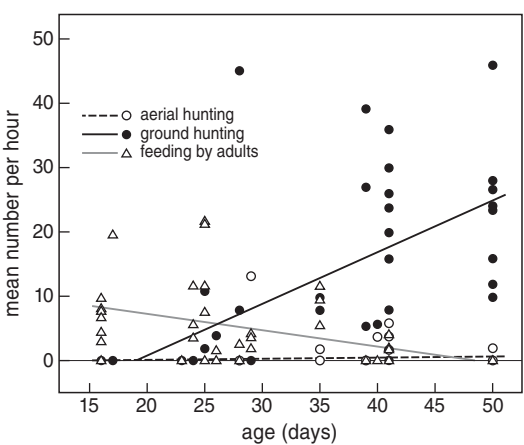 50
40
30
20
10
0
mean number per hour
aerial hunting
ground hunting
feeding by adults
15 20 25 30 35 40 45 50
age (days)